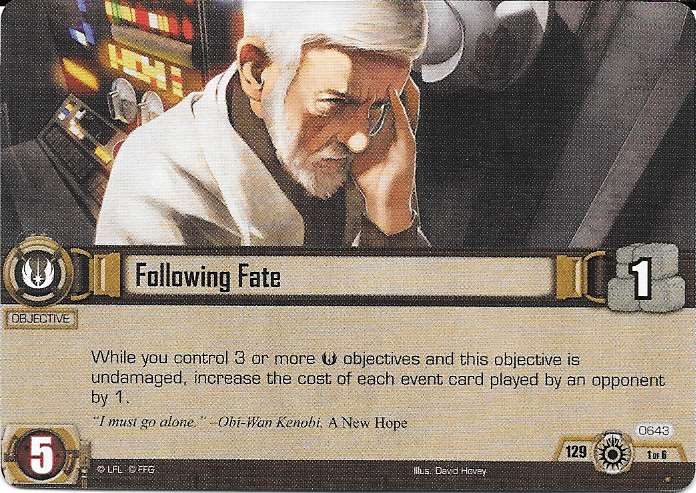 Following Fate
1
OBJECTIVE
While you control 3 or more objectives and this objective is
undamaged, increase the cost of each event card played by an opponent
by 1.
"I must go alone." –Obi-Wan Kenobi, A New Hope
0643
5
129
1 OF 6
© LFL © FFG
Illus. David Hovey